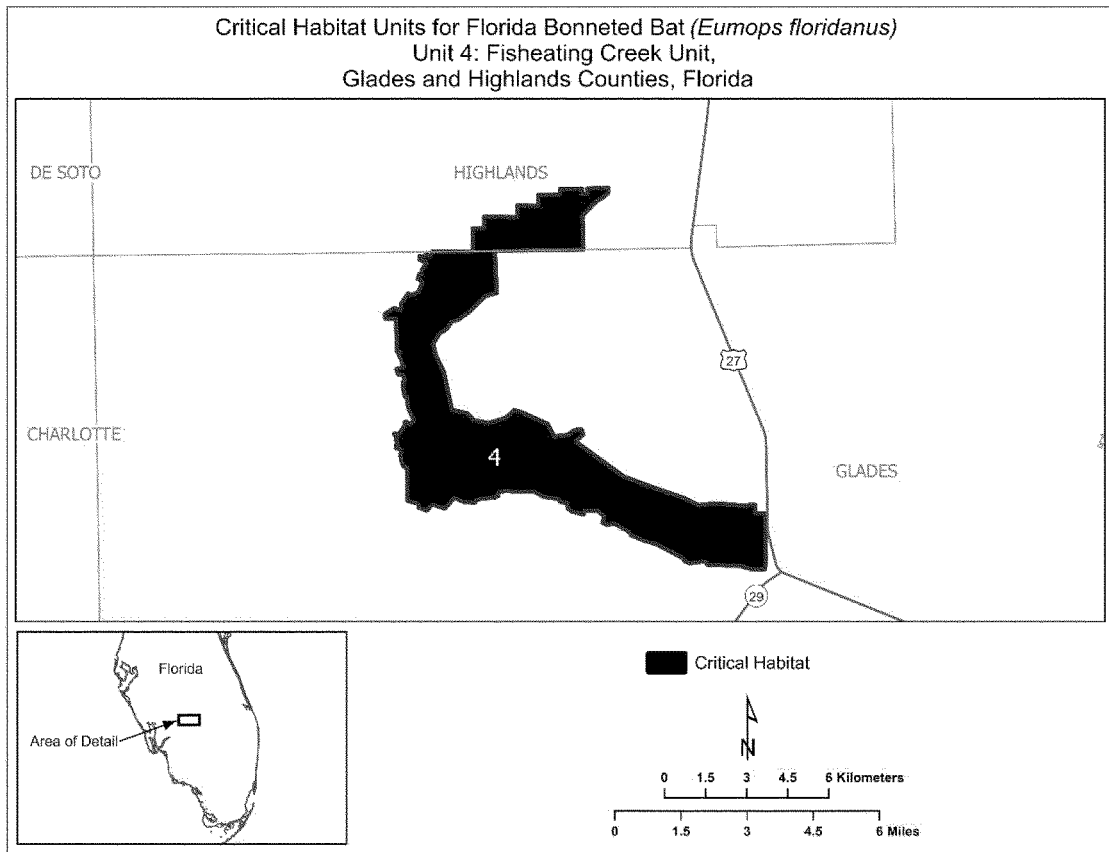 Critical Habitat Units for Florida Bonneted Bat (Eumops floridanus)
Unit 4: Fisheating Creek Unit,
Glades and Highlands Counties, Florida
DE SOTO
HIGHLANDS
27
CHARLOTTE
4
GLADES
29
Florida
Area of Detail
Critical Habitat
N
0 1.5 3 4.5 6 Kilometers
0 1.5 3 4.5 6 Miles